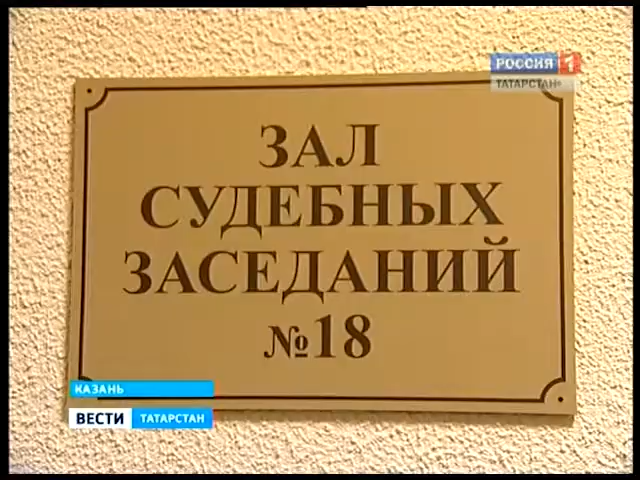 РОССИЯ 1
ТАТАРСТАН
ЗАЛ
СУДЕБНЫХ
ЗАСЕДАНИЙ
№18
КАЗАНЬ
ВЕСТИ ТАТАРСТАН